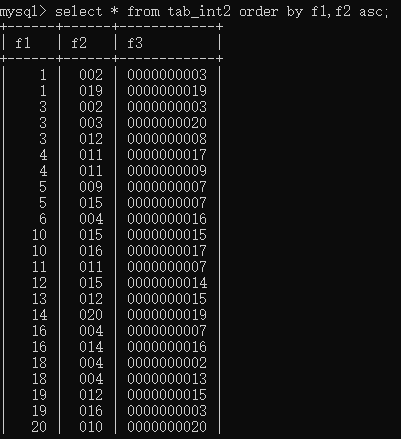 mysql> select * from tab_int2 order by f1,f2 asc;
+------+------+------------+
| f1 | f2 | f3 |
+------+------+------------+
| 1 | 002 | 0000000003 |
| 1 | 019 | 0000000019 |
| 3 | 002 | 0000000003 |
| 3 | 003 | 0000000020 |
| 3 | 012 | 0000000008 |
| 4 | 011 | 0000000017 |
| 4 | 011 | 0000000009 |
| 5 | 009 | 0000000007 |
| 5 | 015 | 0000000007 |
| 6 | 004 | 0000000016 |
| 10 | 015 | 0000000015 |
| 10 | 016 | 0000000017 |
| 11 | 011 | 0000000007 |
| 12 | 015 | 0000000014 |
| 13 | 012 | 0000000015 |
| 14 | 020 | 0000000019 |
| 16 | 004 | 0000000007 |
| 16 | 014 | 0000000016 |
| 18 | 004 | 0000000002 |
| 18 | 004 | 0000000013 |
| 19 | 012 | 0000000015 |
| 19 | 016 | 0000000003 |
| 20 | 010 | 0000000020 |